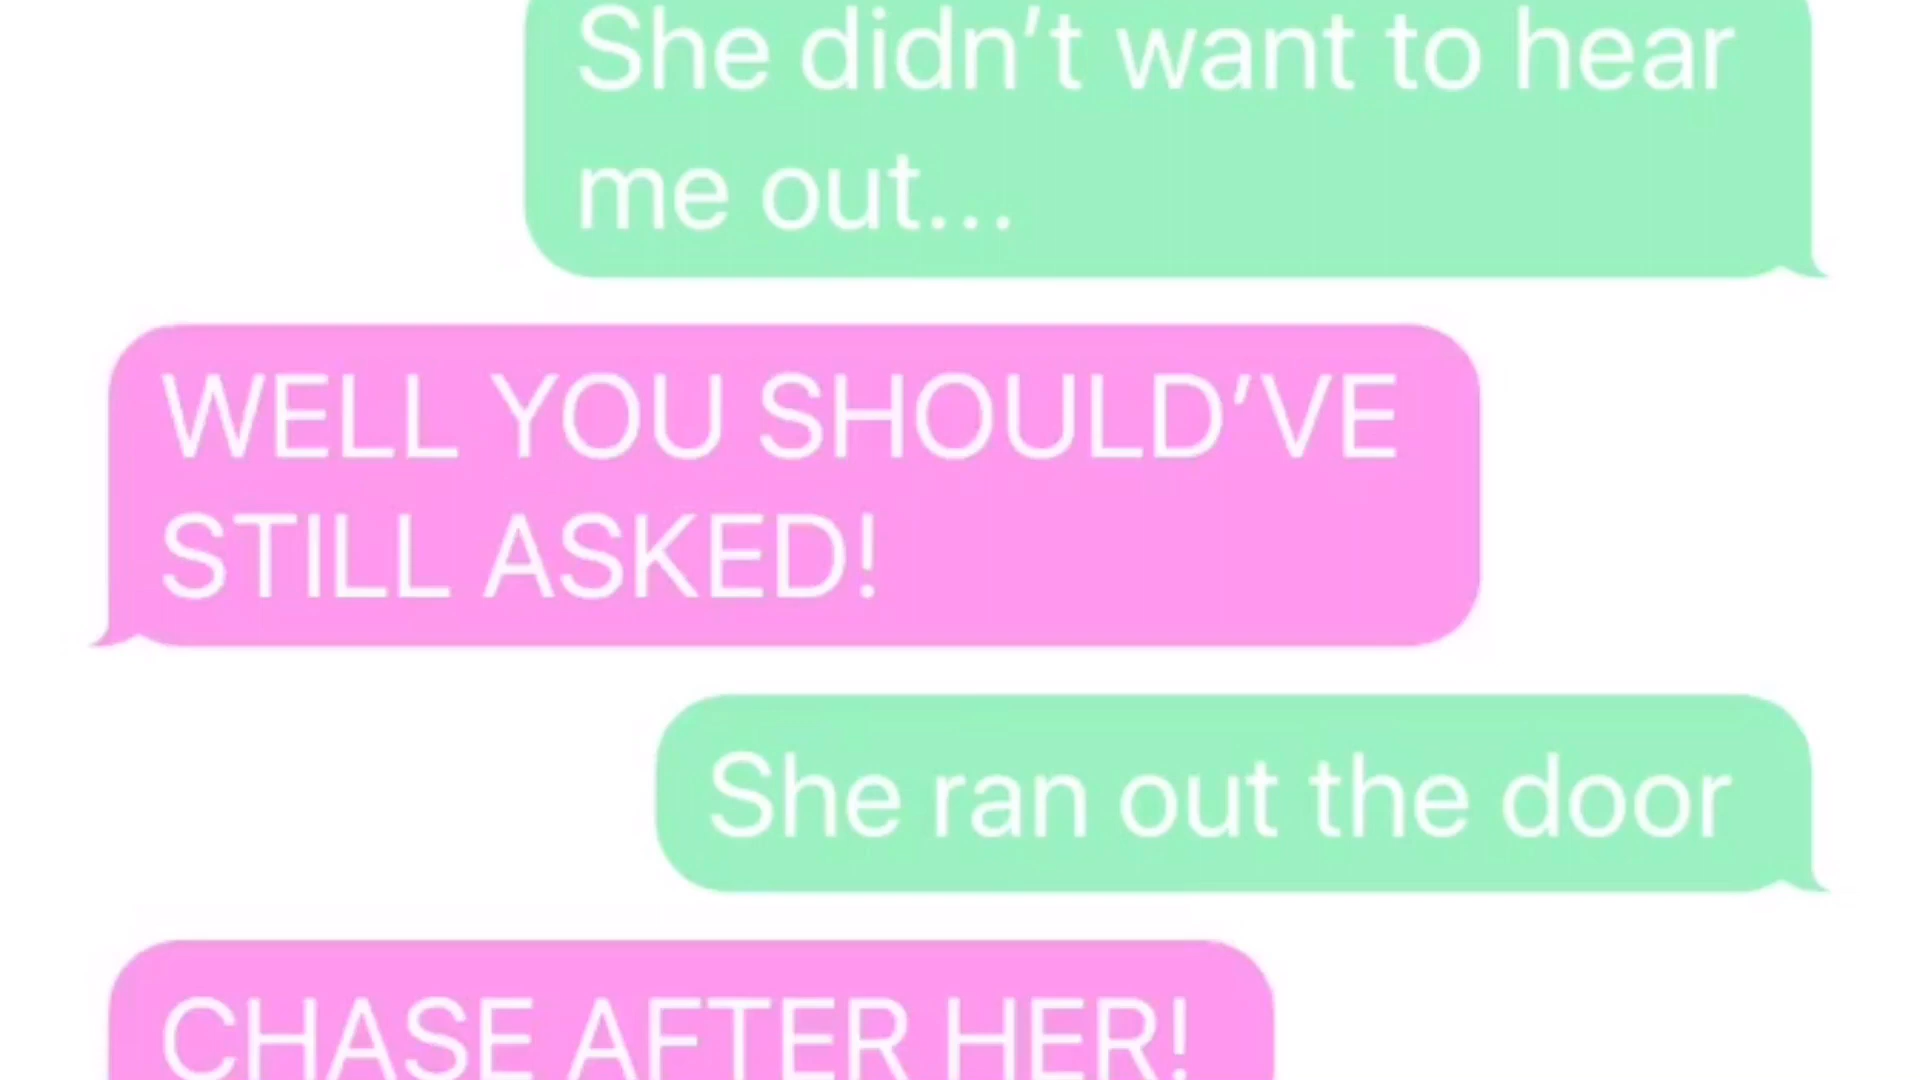 She didn’t want to hear
me out...
WELL YOU SHOULD’VE
STILL ASKED!
She ran out the door
CHASE AFTER HER!